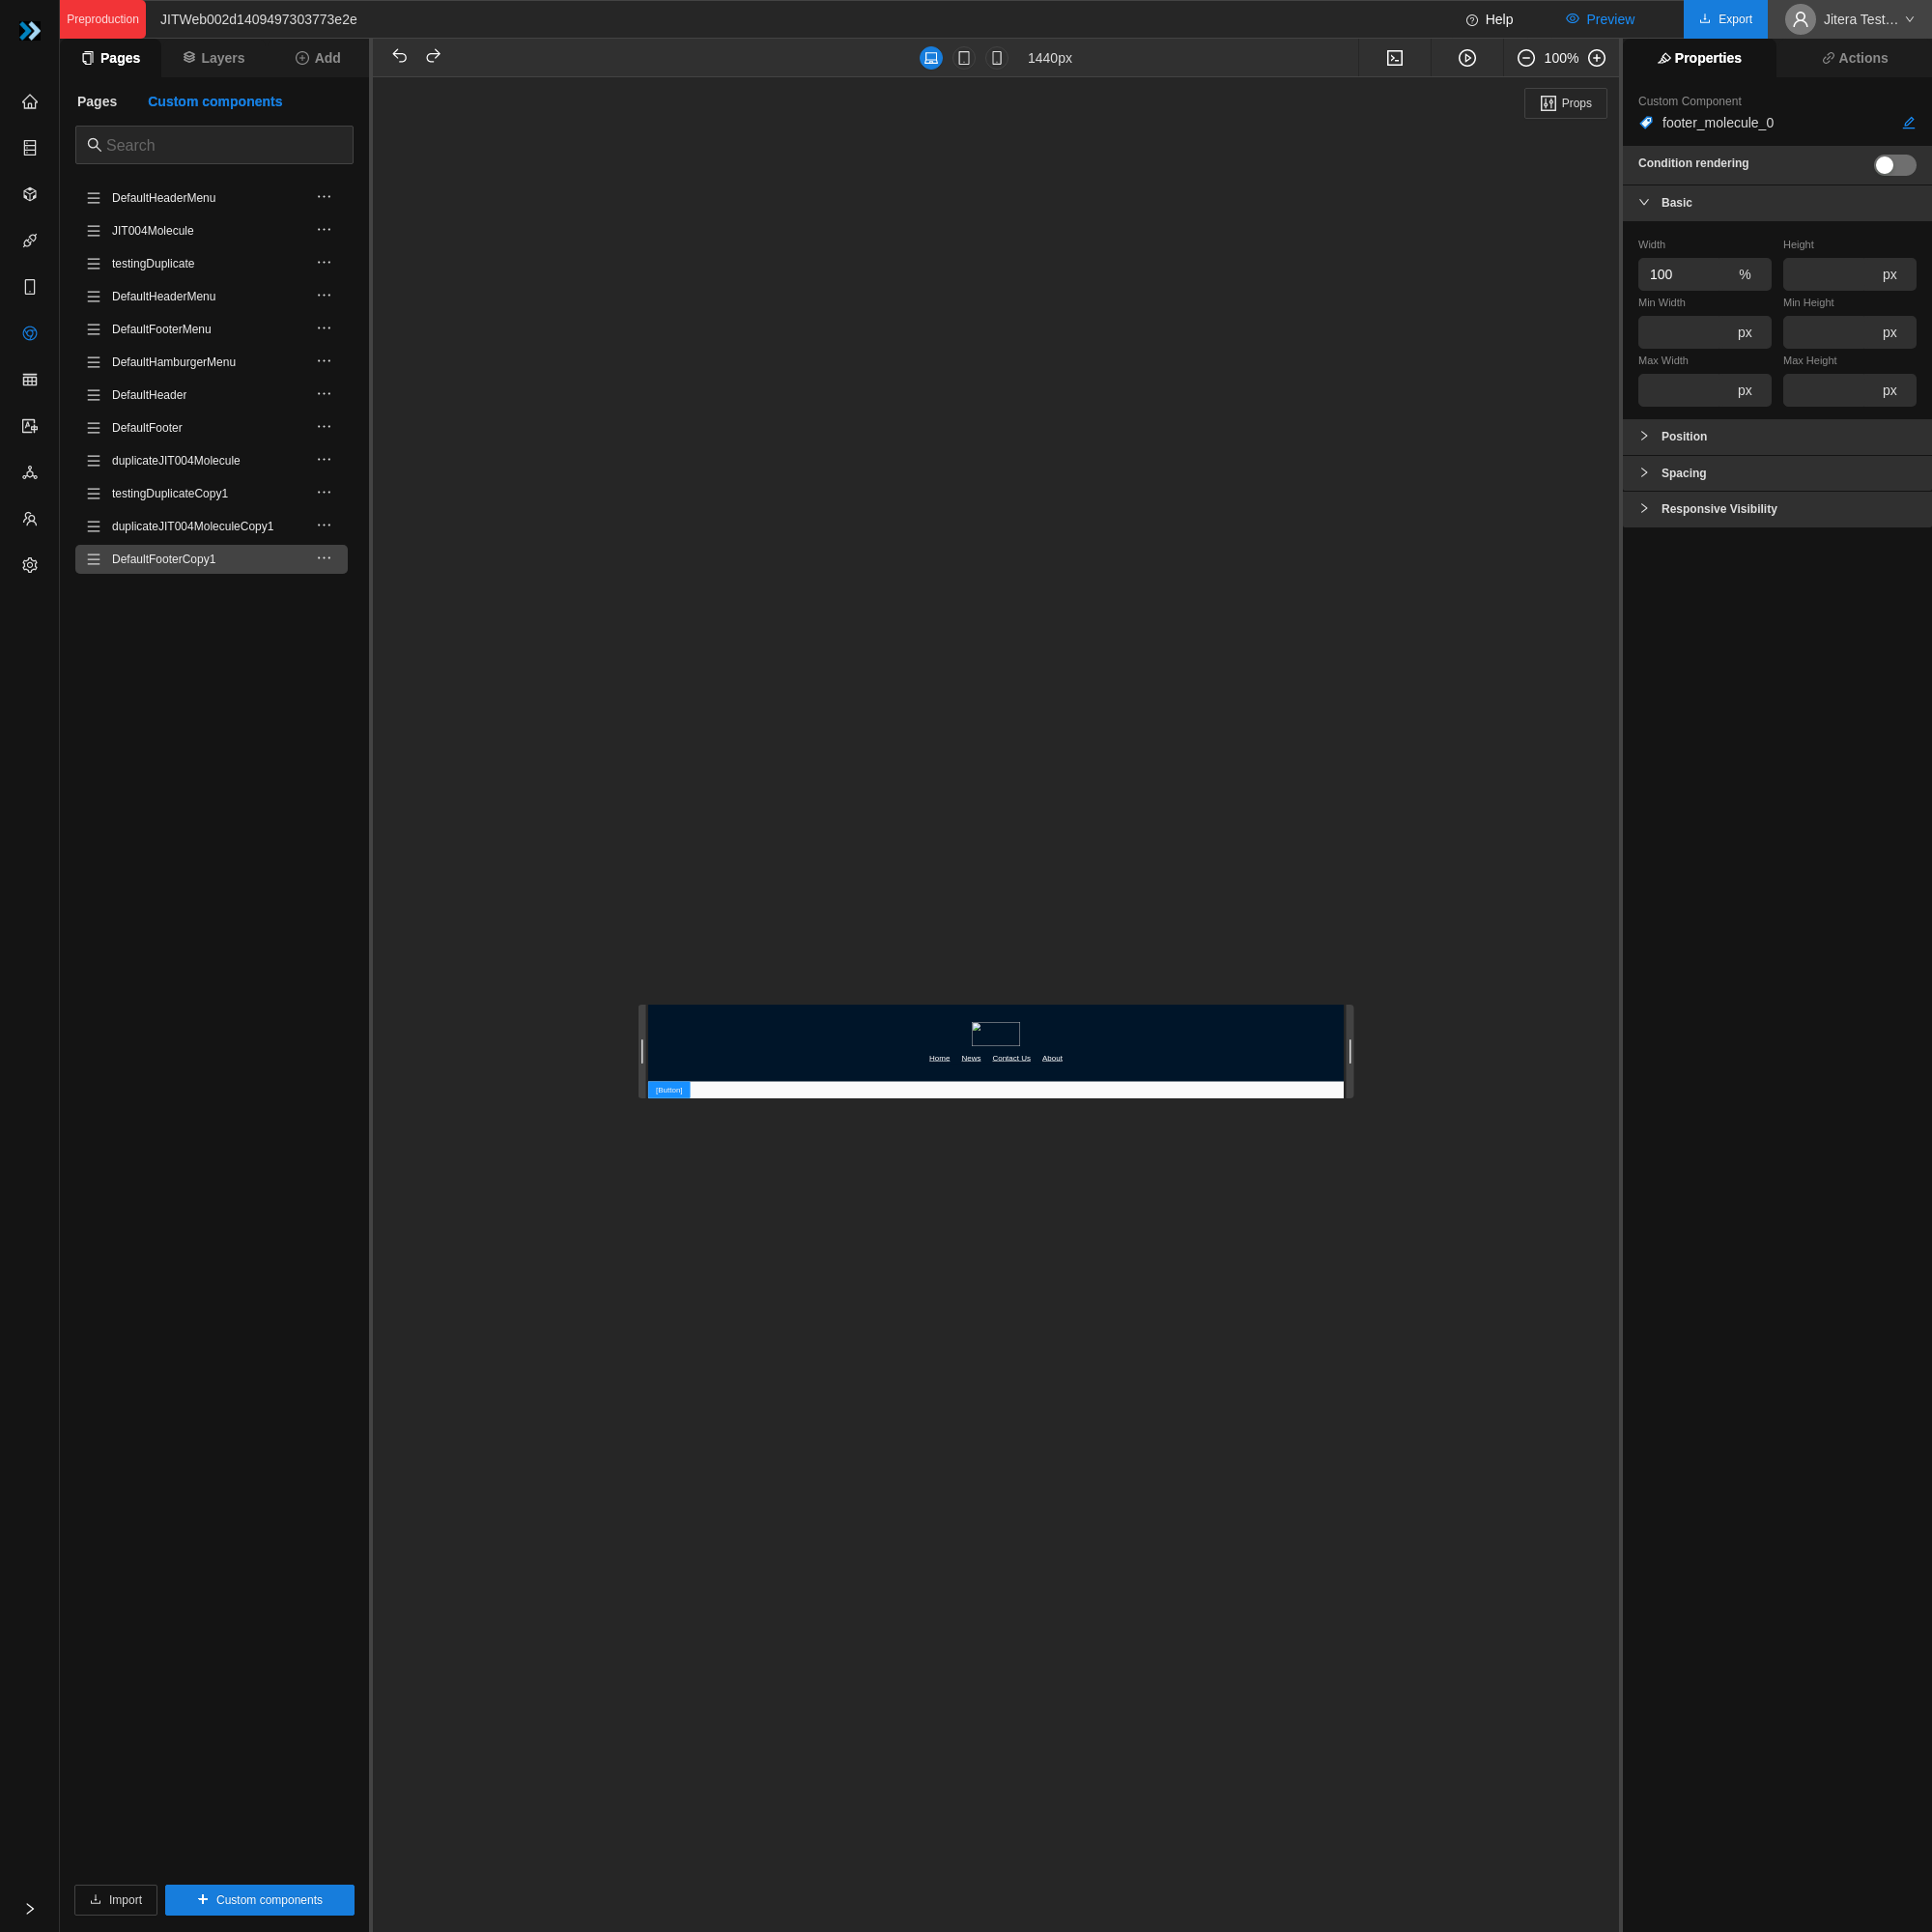 Preproduction
JITWeb002d1409497303773e2e
Help
Preview
Export
Jitera Test...
Pages
Layers
Add
1440px
100%
Properties
Actions
Pages
Custom components
Search
DefaultHeaderMenu
JIT004Molecule
testingDuplicate
DefaultHeaderMenu
DefaultFooterMenu
DefaultHamburgerMenu
DefaultHeader
DefaultFooter
duplicateJIT004Molecule
testingDuplicateCopy1
duplicateJIT004MoleculeCopy1
DefaultFooterCopy1
Import
Custom components
Props
Home News Contact Us About
[Button]
Custom Component
footer_molecule_0
Condition rendering
Basic
Width Height
100 % px
Min Width Min Height
px px
Max Width Max Height
px px
Position
Spacing
Responsive Visibility